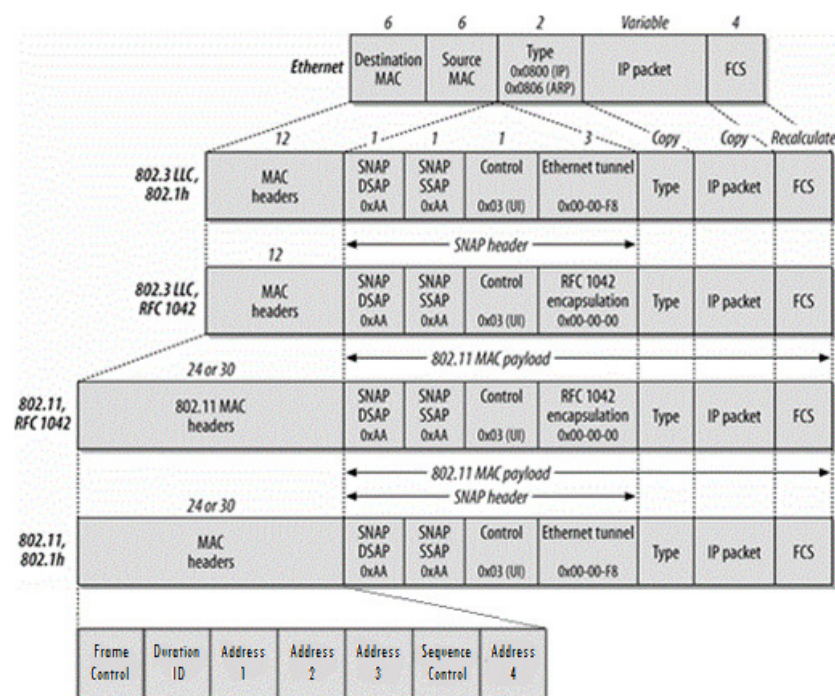 6 6 2 Variable 4
Ethernet
Destination MAC
Source MAC
Type 0x0800 (IP) 0x0806 (ARP)
IP packet
FCS
12 1 1 1 3 Copy Copy Recalculate
802.3 LLC, 802.1h
MAC headers
SNAP DSAP 0xAA
SNAP SSAP 0xAA
Control 0x03 (UI)
Ethernet tunnel 0x00-00-F8
Type
IP packet
FCS
SNAP header
12
802.3 LLC, RFC 1042
MAC headers
SNAP DSAP 0xAA
SNAP SSAP 0xAA
Control 0x03 (UI)
RFC 1042 encapsulation 0x00-00-00
Type
IP packet
FCS
802.11 MAC payload
24 or 30
802.11, RFC 1042
802.11 MAC headers
SNAP DSAP 0xAA
SNAP SSAP 0xAA
Control 0x03 (UI)
RFC 1042 encapsulation 0x00-00-00
Type
IP packet
FCS
802.11 MAC payload
SNAP header
24 or 30
802.11, 802.1h
MAC headers
SNAP DSAP 0xAA
SNAP SSAP 0xAA
Control 0x03 (UI)
Ethernet tunnel 0x00-00-F8
Type
IP packet
FCS
Frame Control
Duration ID
Address 1
Address 2
Address 3
Sequence Control
Address 4